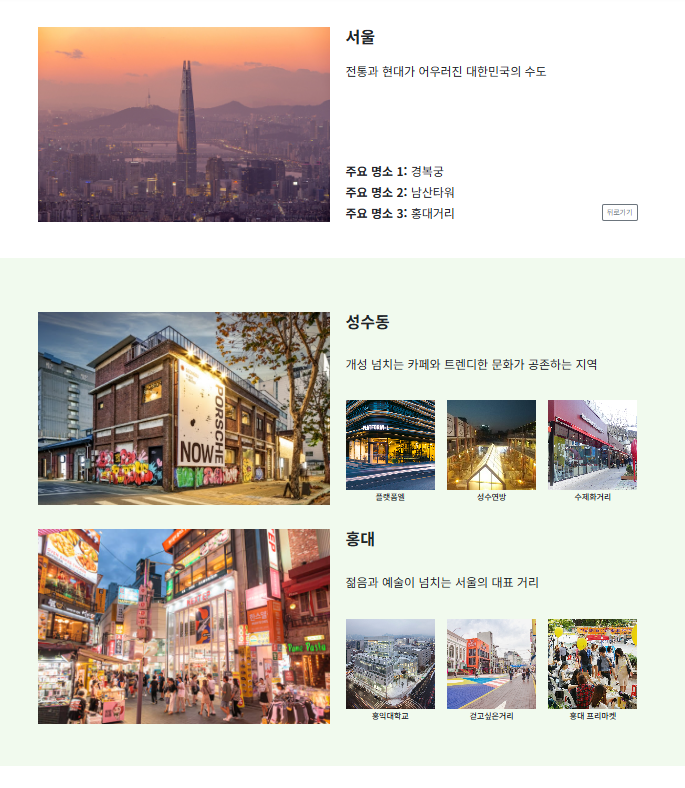 서울
전통과 현대가 어우러진 대한민국의 수도
주요 명소 1: 경복궁
주요 명소 2: 남산타워
주요 명소 3: 홍대거리
뒤로가기
성수동
개성 넘치는 카페와 트렌디한 문화가 공존하는 지역
PORSCHE
NOW
PLATFORM-L
플랫폼엘
성수연방
수제화거리
홍대
젊음과 예술이 넘치는 서울의 대표 거리
홍익대학교
걷고싶은거리
홍대 프리마켓